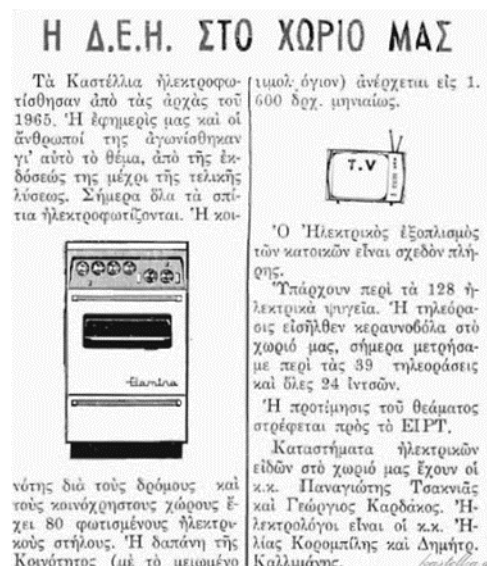 Η Δ.Ε.Η. ΣΤΟ ΧΩΡΙΟ ΜΑΣ
Τὰ Καστέλλια ἠλεκτροφω-
τίσθησαν ἀπὸ τὰς ἀρχὰς τοῦ
1965. Ἡ ἐφημερὶς μας καὶ οἱ
ἄνθρωποί της ἀγωνίσθηκαν
γι' αὐτὸ τὸ θέμα, ἀπὸ τῆς ἐκ-
δόσεώς της μέχρι τῆς τελικῆς
λύσεως. Σήμερα ὅλα τὰ σπί-
τια ἠλεκτροφωτίζονται. Ἡ κοι-
Elamina
νότης διὰ τοὺς δρόμους καὶ
τοὺς κοινόχρηστους χώρους ἔ-
χει 80 φωτισμένους ἠλεκτρι-
κοὺς στήλους. Ἡ δαπάνη τῆς
Κοινότητος (μὲ τὸ μειωμένο
τιμολόγιον) ἀνέρχεται εἰς 1.
600 δρχ. μηνιαίως.
T.V
Ὁ Ἠλεκτρικὸς ἐξοπλισμὸς
τῶν κατοικῶν εἶναι σχεδὸν πλή-
ρης.
Ὑπάρχουν περὶ τὰ 128 ἠ-
λεκτρικὰ ψυγεῖα. Ἡ τηλεόρα-
σις εἰσῆλθεν κεραυνοβόλα στὸ
χωριό μας, σήμερα μετρήσα-
με περὶ τὰς 39 τηλεοράσεις
καὶ ὅλες 24 ἰντσῶν.
Ἡ προτίμησις τοῦ θεάματος
στρέφεται πρὸς τὸ ΕΙΡΤ.
Καταστήματα ἠλεκτρικῶν
εἰδῶν στὸ χωριό μας ἔχουν οἱ
κ.κ. Παναγιώτης Τσακνιᾶς
καὶ Γεώργιος Καρδάκος. Ἠ-
λεκτρολόγοι εἶναι οἱ κ.κ. Ἠ-
λίας Κορομπίλης καὶ Δημήτρ.
Καλλιμάνης.